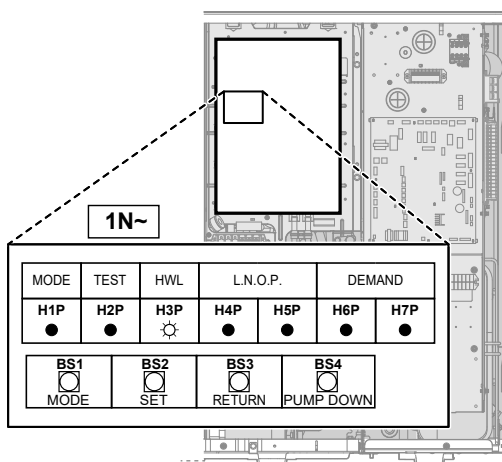 1N~
MODE TEST HWL L.N.O.P. DEMAND
H1P H2P H3P H4P H5P H6P H7P
BS1 BS2 BS3 BS4
MODE SET RETURN PUMP DOWN